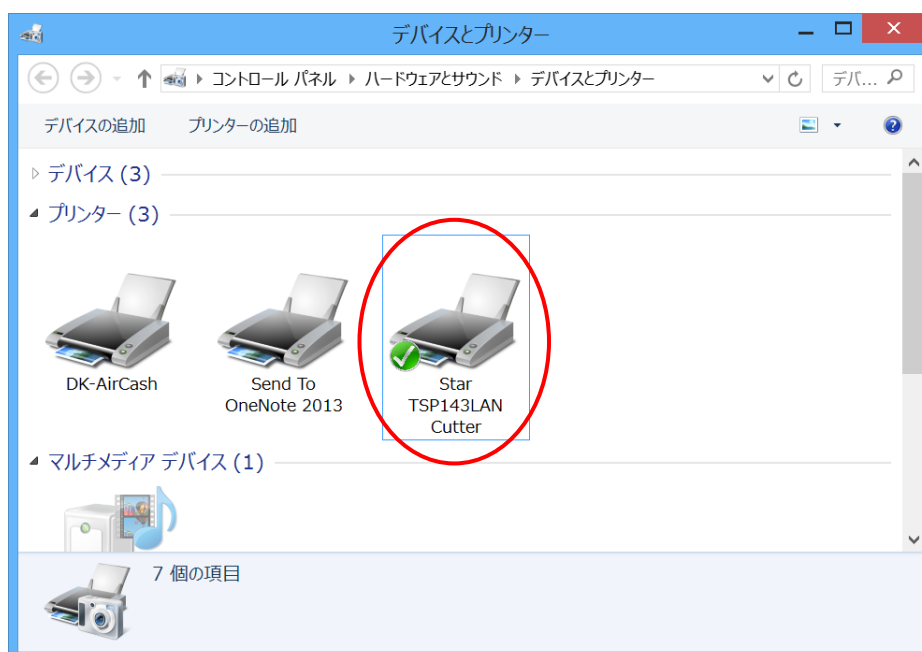 デバイスとプリンター
コントロール パネル ハードウェアとサウンド デバイスとプリンター デバ...
デバイスの追加 プリンターの追加
デバイス (3)
プリンター (3)
DK-AirCash
Send To
OneNote 2013
Star
TSP143LAN
Cutter
マルチメディア デバイス (1)
7 個の項目